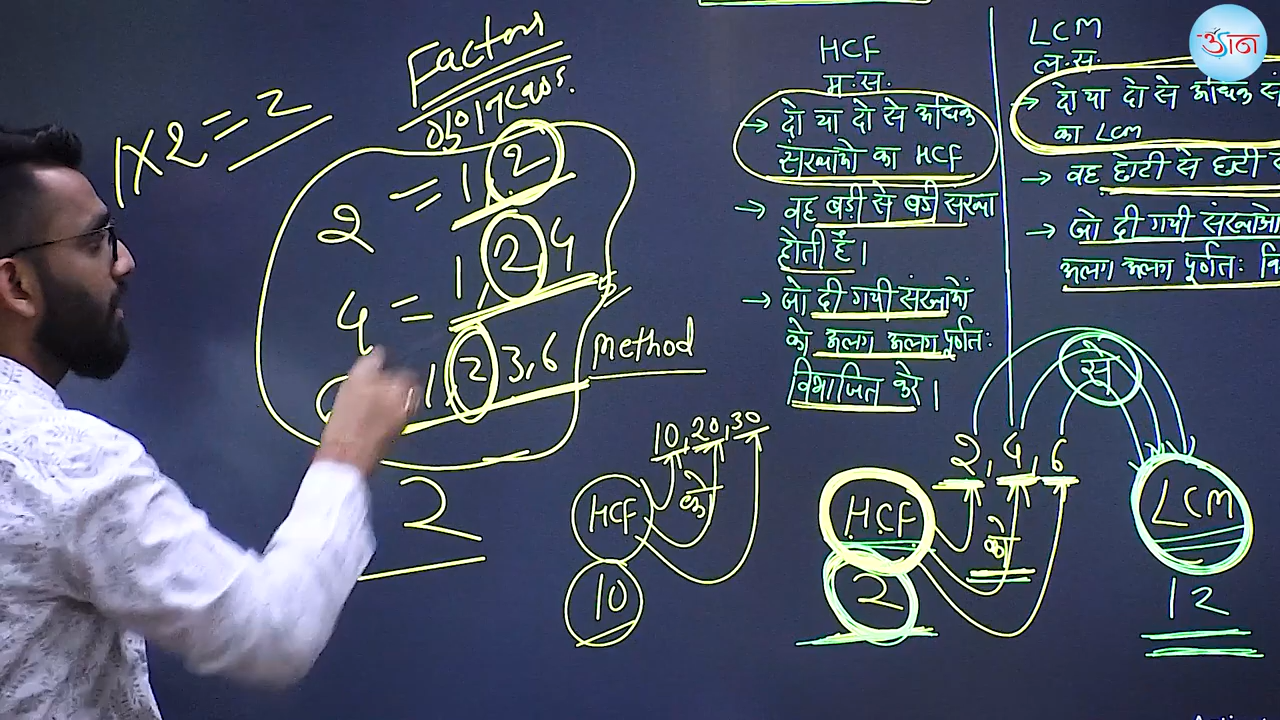 Factors
गुणनखण्ड
1×2=2
2 = 1, 2
4 = 1, 2, 4
1, 2, 3, 6
Method
2
10, 20, 30
HCF
को
10
HCF
म.स.
→ दो या दो से अधिक
संख्याओ का HCF
→ वह बड़ी से बड़ी संख्या
होती है।
→ जो दी गयी संख्याओं
को अलग अलग पूर्णतः
विभाजित करे।
LCM
ल.स.
→ दो या दो से अधिक सं
का LCM
→ वह छोटी से छोटी
→ जो दी गयी संख्याओ
अलग अलग पूर्णतः वि
से
2, 4, 6
HCF
को
2
LCM
12
ज्ञान